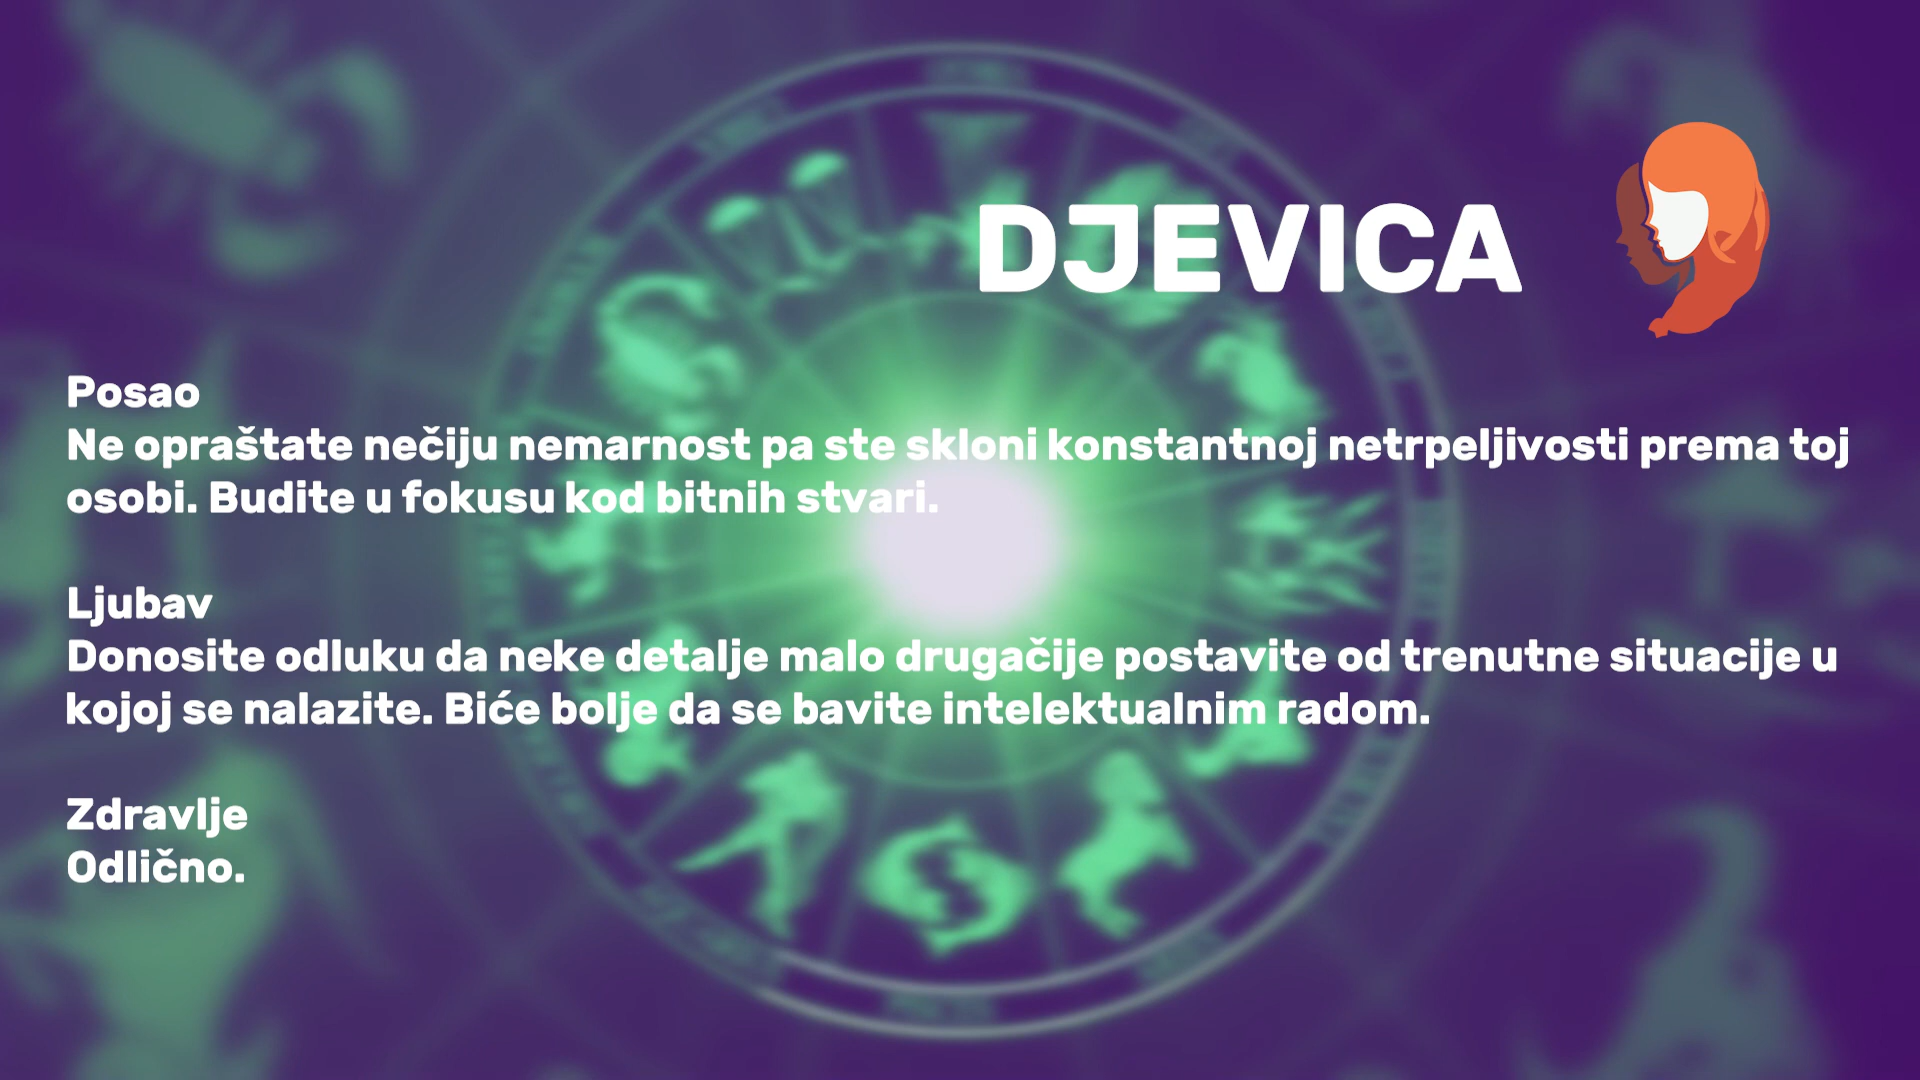 DJEVICA
Posao
Ne opraštate nečiju nemarnost pa ste skloni konstantnoj netrpeljivosti prema toj
osobi. Budite u fokusu kod bitnih stvari.
Ljubav
Donosite odluku da neke detalje malo drugačije postavite od trenutne situacije u
kojoj se nalazite. Biće bolje da se bavite intelektualnim radom.
Zdravlje
Odlično.